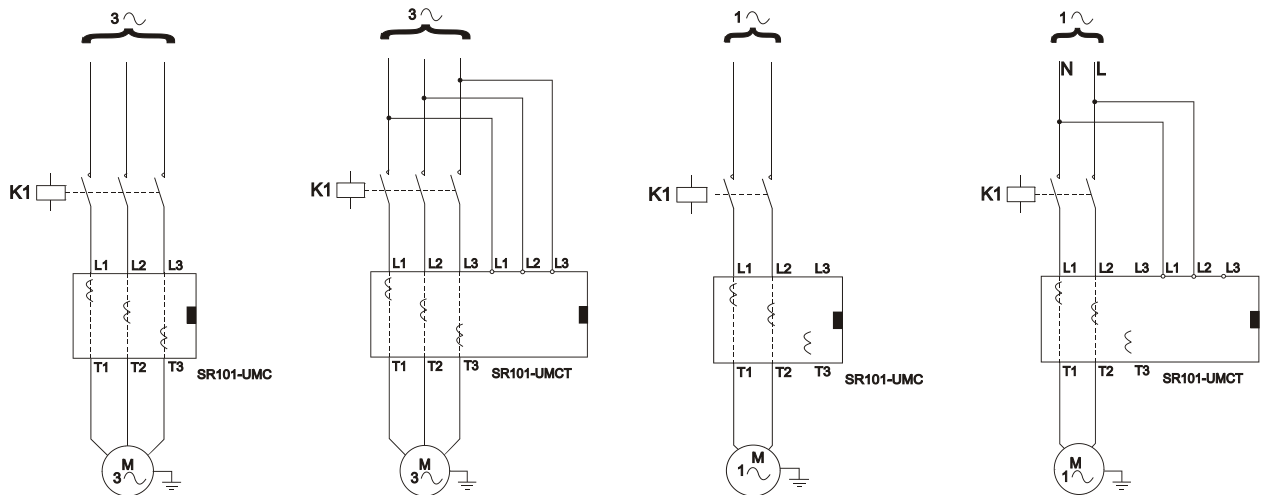 3
3
1
1
N L
K1
K1
K1
K1
L1 L2 L3
L1 L2 L3 L1 L2 L3
L1 L2 L3
L1 L2 L3 L1 L2 L3
T1 T2 T3
T1 T2 T3
T1 T2 T3
T1 T2 T3
SR101-UMC
SR101-UMCT
SR101-UMC
SR101-UMCT
M
3
M
3
M
1
M
1